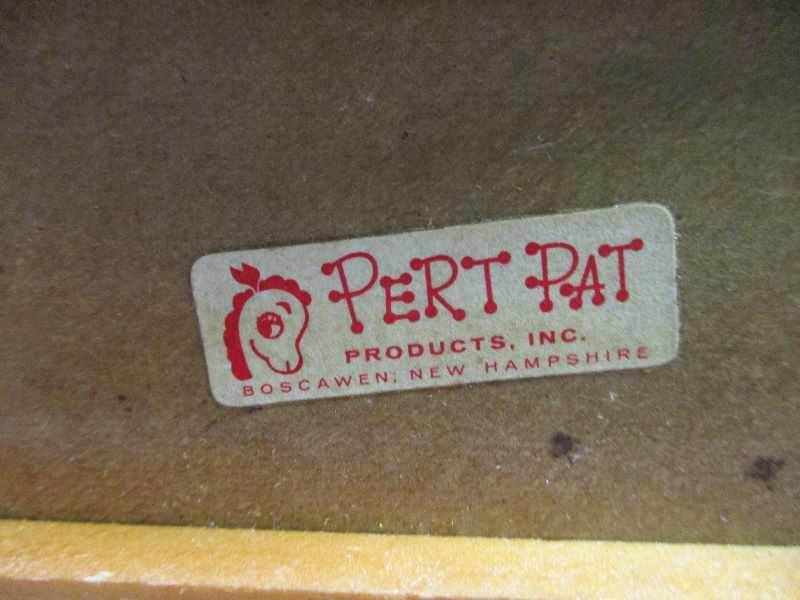 PERT PAT
PRODUCTS, INC.
BOSCAWEN, NEW HAMPSHIRE